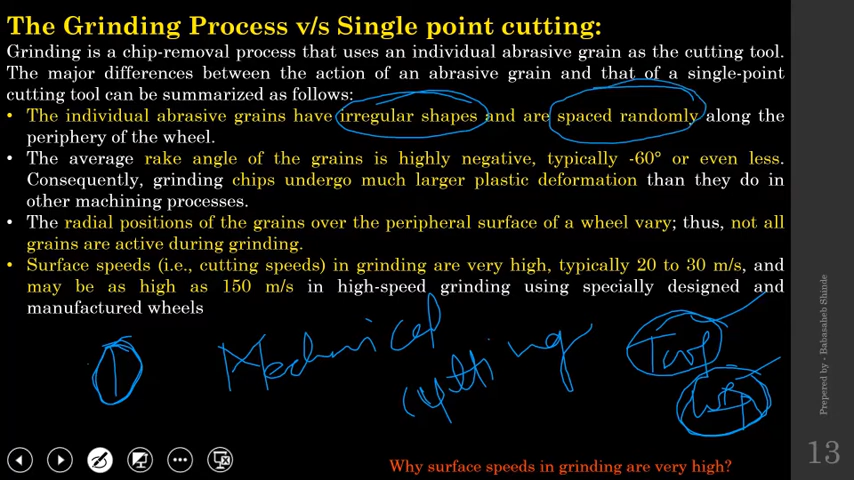 The Grinding Process v/s Single point cutting:
Grinding is a chip-removal process that uses an individual abrasive grain as the cutting tool.
The major differences between the action of an abrasive grain and that of a single-point
cutting tool can be summarized as follows:
• The individual abrasive grains have irregular shapes and are spaced randomly along the
periphery of the wheel.
• The average rake angle of the grains is highly negative, typically -60° or even less.
Consequently, grinding chips undergo much larger plastic deformation than they do in
other machining processes.
• The radial positions of the grains over the peripheral surface of a wheel vary; thus, not all
grains are active during grinding.
• Surface speeds (i.e., cutting speeds) in grinding are very high, typically 20 to 30 m/s, and
may be as high as 150 m/s in high-speed grinding using specially designed and
manufactured wheels
1
cutting
Why surface speeds in grinding are very high?
Prepered by - Babasaheb Shinde
13